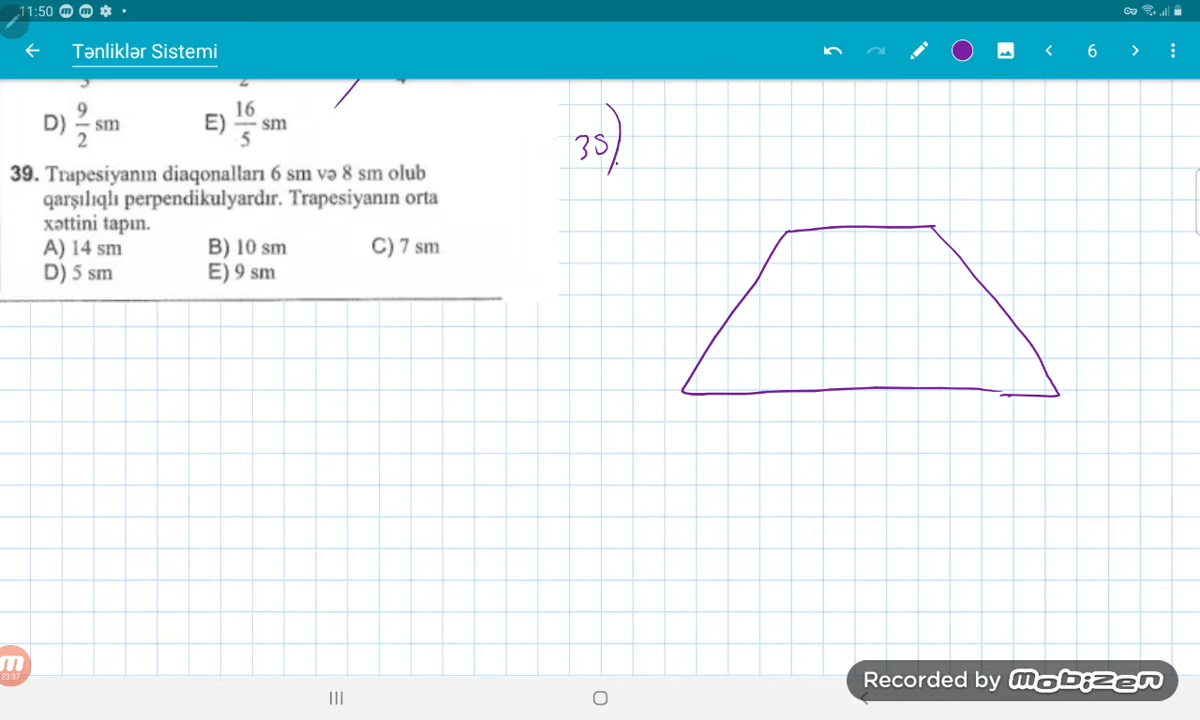 11:50
Tənliklər Sistemi
6
D) 9/2 sm E) 16/5 sm
39. Trapesiyanın diaqonalları 6 sm və 8 sm olub
qarşılıqlı perpendikulyardır. Trapesiyanın orta
xəttini tapın.
A) 14 sm B) 10 sm C) 7 sm
D) 5 sm E) 9 sm
39)
23:37
Recorded by mobizen